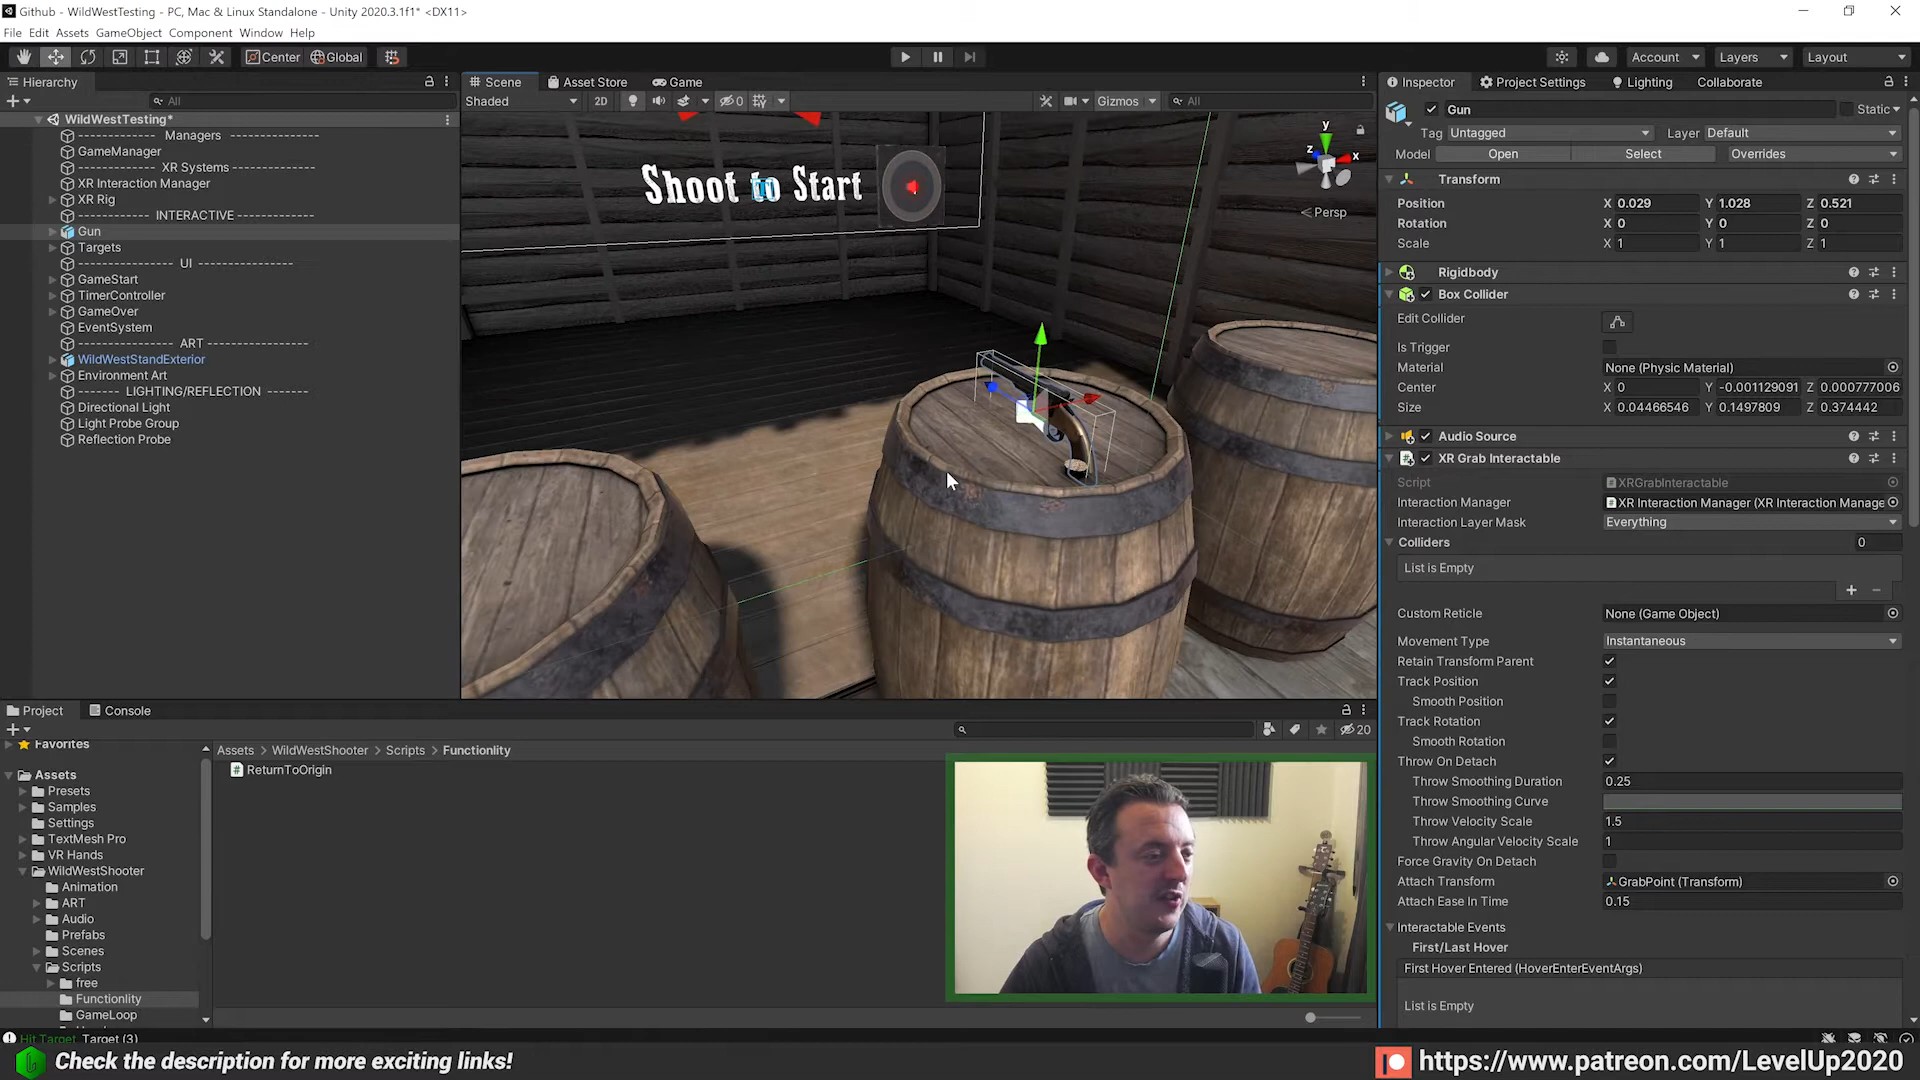 Github - WildWestTesting - PC, Mac & Linux Standalone - Unity 2020.3.1f1* <DX11>
File Edit Assets GameObject Component Window Help
Center Global Account Layers Layout
Hierarchy
All
WildWestTesting*
------------- Managers ---------------
GameManager
------------- XR Systems -------------
XR Interaction Manager
XR Rig
------------- INTERACTIVE -------------
Gun
Targets
------------- UI -------------
GameStart
TimerController
GameOver
EventSystem
------------- ART -------------
WildWestStandExterior
Environment Art
------- LIGHTING/REFLECTION -------
Directional Light
Light Probe Group
Reflection Probe
Scene Asset Store Game
Shaded 2D 0 Gizmos All
Shoot to Start
y
z
x
Persp
Inspector Project Settings Lighting Collaborate
Gun Static
Tag Untagged Layer Default
Model Open Select Overrides
Transform
Position X 0.029 Y 1.028 Z 0.521
Rotation X 0 Y 0 Z 0
Scale X 1 Y 1 Z 1
Rigidbody
Box Collider
Edit Collider
Is Trigger
Material None (Physic Material)
Center X 0 Y -0.001129091 Z 0.000777006
Size X 0.04466546 Y 0.1497809 Z 0.374442
Audio Source
XR Grab Interactable
Script XRGrabInteractable
Interaction Manager XR Interaction Manager (XR Interaction Manage
Interaction Layer Mask Everything
Colliders 0
List is Empty
Custom Reticle None (Game Object)
Movement Type Instantaneous
Retain Transform Parent
Track Position
Smooth Position
Track Rotation
Smooth Rotation
Throw On Detach
Throw Smoothing Duration 0.25
Throw Smoothing Curve
Throw Velocity Scale 1.5
Throw Angular Velocity Scale 1
Force Gravity On Detach
Attach Transform GrabPoint (Transform)
Attach Ease In Time 0.15
Interactable Events
First/Last Hover
First Hover Entered (HoverEnterEventArgs)
List is Empty
Project Console
20
Favorites
Assets
Presets
Samples
Settings
TextMesh Pro
VR Hands
WildWestShooter
Animation
ART
Audio
Prefabs
Scenes
Scripts
free
Functionlity
GameLoop
Assets > WildWestShooter > Scripts > Functionlity
ReturnToOrigin
Hit Target Target (3)
Check the description for more exciting links!
https://www.patreon.com/LevelUp2020